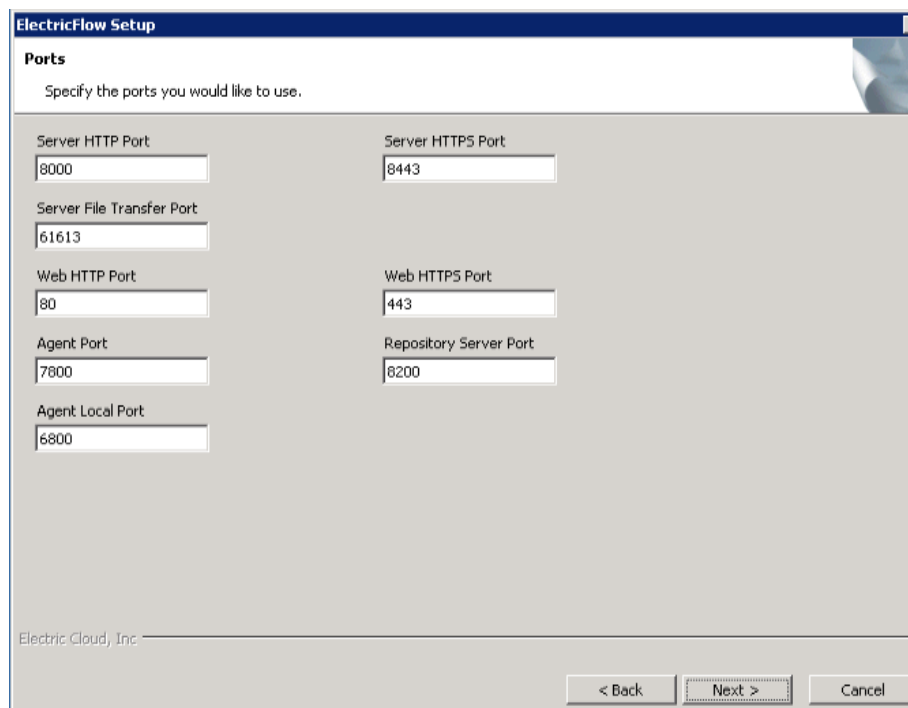 ElectricFlow Setup
Ports
Specify the ports you would like to use.
Server HTTP Port
Server HTTPS Port
8000
8443
Server File Transfer Port
61613
Web HTTP Port
Web HTTPS Port
80
443
Agent Port
Repository Server Port
7800
8200
Agent Local Port
6800
Electric Cloud, Inc
< Back
Next >
Cancel